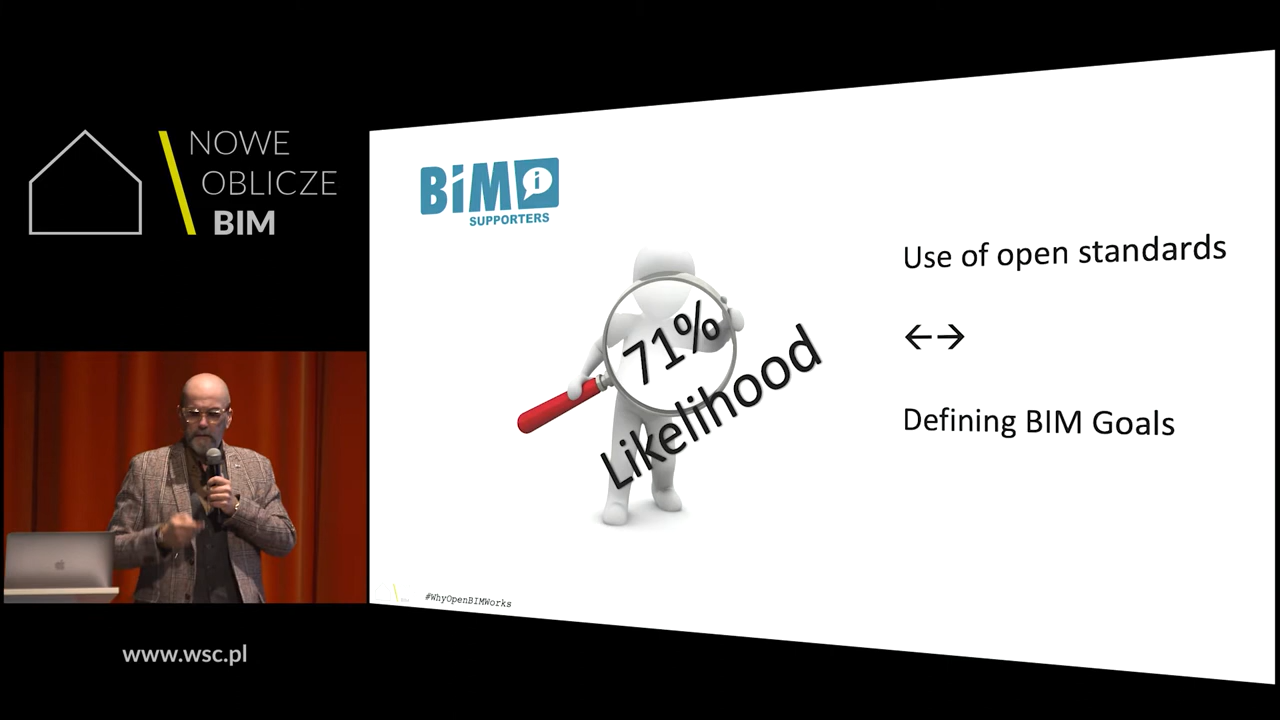 NOWE
OBLICZE
BIM
www.wsc.pl
BiM i
SUPPORTERS
71%
Likelihood
Use of open standards
←→
Defining BIM Goals
#WhyOpenBIMWorks